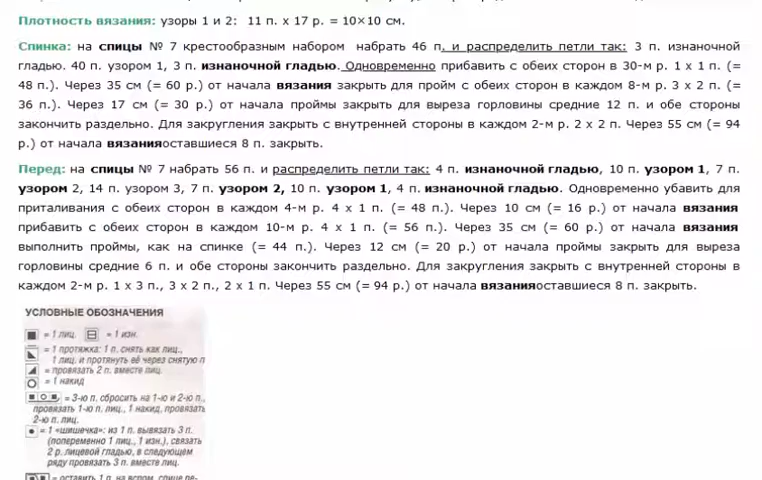 Плотность вязания: узоры 1 и 2: 11 п. х 17 р. = 10×10 см.
Спинка: на спицы № 7 крестообразным набором набрать 46 п. и распределить петли так: 3 п. изнаночной
гладью. 40 п. узором 1, 3 п. изнаночной гладью. Одновременно прибавить с обеих сторон в 30-м р. 1 х 1 п. (=
48 п.). Через 35 см (= 60 р.) от начала вязания закрыть для пройм с обеих сторон в каждом 8-м р. 3 х 2 п. (=
36 п.). Через 17 см (= 30 р.) от начала проймы закрыть для выреза горловины средние 12 п. и обе стороны
закончить раздельно. Для закругления закрыть с внутренней стороны в каждом 2-м р. 2 х 2 п. Через 55 см (= 94
р.) от начала вязанияоставшиеся 8 п. закрыть.
Перед: на спицы № 7 набрать 56 п. и распределить петли так: 4 п. изнаночной гладью, 10 п. узором 1, 7 п.
узором 2, 14 п. узором 3, 7 п. узором 2, 10 п. узором 1, 4 п. изнаночной гладью. Одновременно убавить для
приталивания с обеих сторон в каждом 4-м р. 4 х 1 п. (= 48 п.). Через 10 см (= 16 р.) от начала вязания
прибавить с обеих сторон в каждом 10-м р. 4 х 1 п. (= 56 п.). Через 35 см (= 60 р.) от начала вязания
выполнить проймы, как на спинке (= 44 п.). Через 12 см (= 20 р.) от начала проймы закрыть для выреза
горловины средние 6 п. и обе стороны закончить раздельно. Для закругления закрыть с внутренней стороны в
каждом 2-м р. 1 х 3 п., 3 х 2 п., 2 х 1 п. Через 55 см (= 94 р.) от начала вязанияоставшиеся 8 п. закрыть.
УСЛОВНЫЕ ОБОЗНАЧЕНИЯ
= 1 лиц. = 1 изн.
= 1 протяжка: 1 п. снять как лиц.,
1 лиц. и протянуть её через снятую п
= провязать 2 п. вместе лиц.
= 1 накид
= 3-ю п. сбросить на 1-ю и 2-ю п.,
провязать 1-ю п. лиц., 1 накид, провязать
2-ю п. лиц.
= 1 «шишечка»: из 1 п. вывязать 3 п.
(попеременно 1 лиц., 1 изн.), связать
2 р. лицевой гладью, в следующем
ряду провязать 3 п. вместе лиц.
= оставить 1 п. на вспом. спице пе-